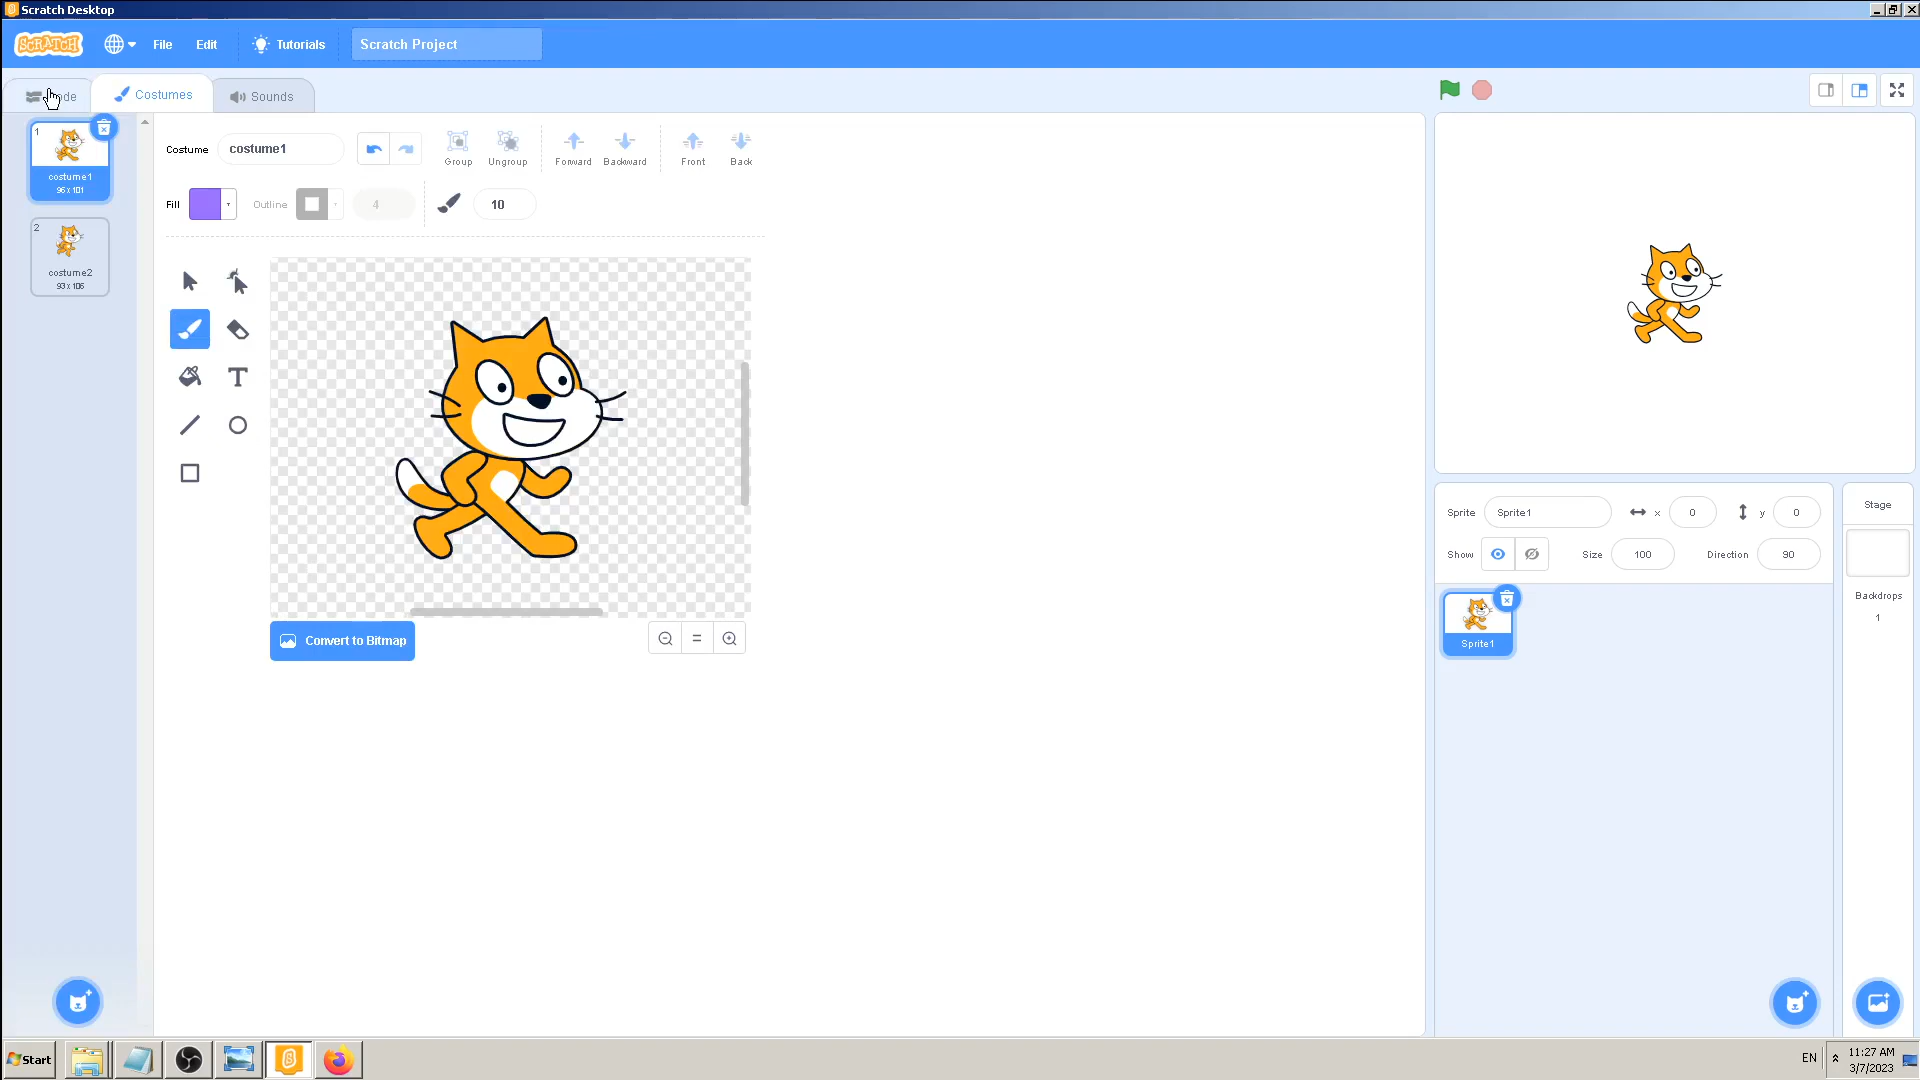 Scratch Desktop
SCRATCH
File
Edit
Tutorials
Scratch Project
Costumes
Sounds
1
costume1
96 x 101
2
costume2
93 x 106
Costume
costume1
Group
Ungroup
Forward
Backward
Front
Back
Fill
Outline
4
10
T
Convert to Bitmap
=
Sprite
Sprite1
x
0
y
0
Show
Size
100
Direction
90
Sprite1
Stage
Backdrops
1
Start
EN
11:27 AM
3/7/2023